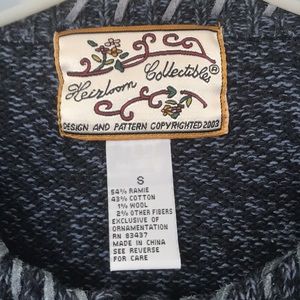 Heirloom Collectibles®
DESIGN AND PATTERN COPYRIGHTED 2003
S
54% RAMIE
43% COTTON
1% WOOL
2% OTHER FIBERS
EXCLUSIVE OF
ORNAMENTATION
RN 83437
MADE IN CHINA
SEE REVERSE
FOR CARE